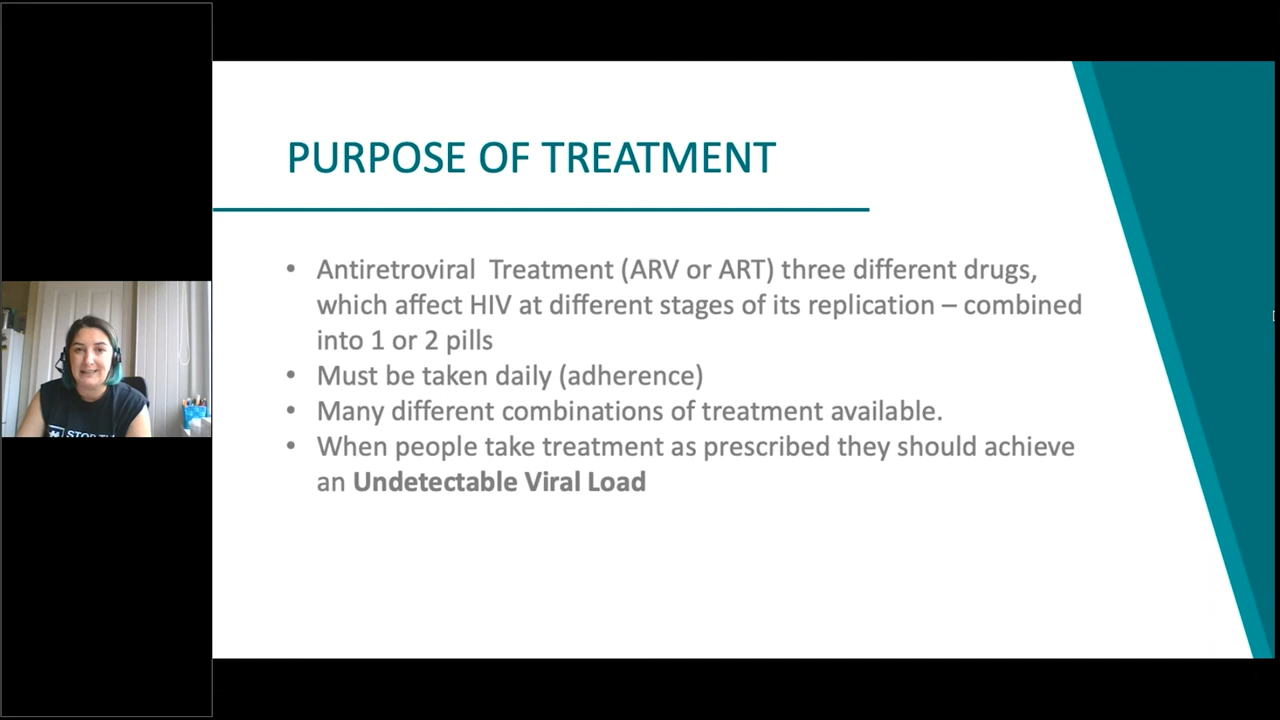 PURPOSE OF TREATMENT
• Antiretroviral  Treatment (ARV or ART) three different drugs,
which affect HIV at different stages of its replication – combined
into 1 or 2 pills
• Must be taken daily (adherence)
• Many different combinations of treatment available.
• When people take treatment as prescribed they should achieve
an Undetectable Viral Load